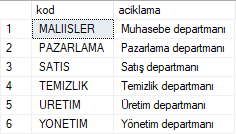 kod aciklama
1 MALIISLER Muhasebe departmanı
2 PAZARLAMA Pazarlama departmanı
3 SATIS Satış departmanı
4 TEMIZLIK Temizlik departmanı
5 URETIM Üretim departmanı
6 YONETIM Yönetim departmanı